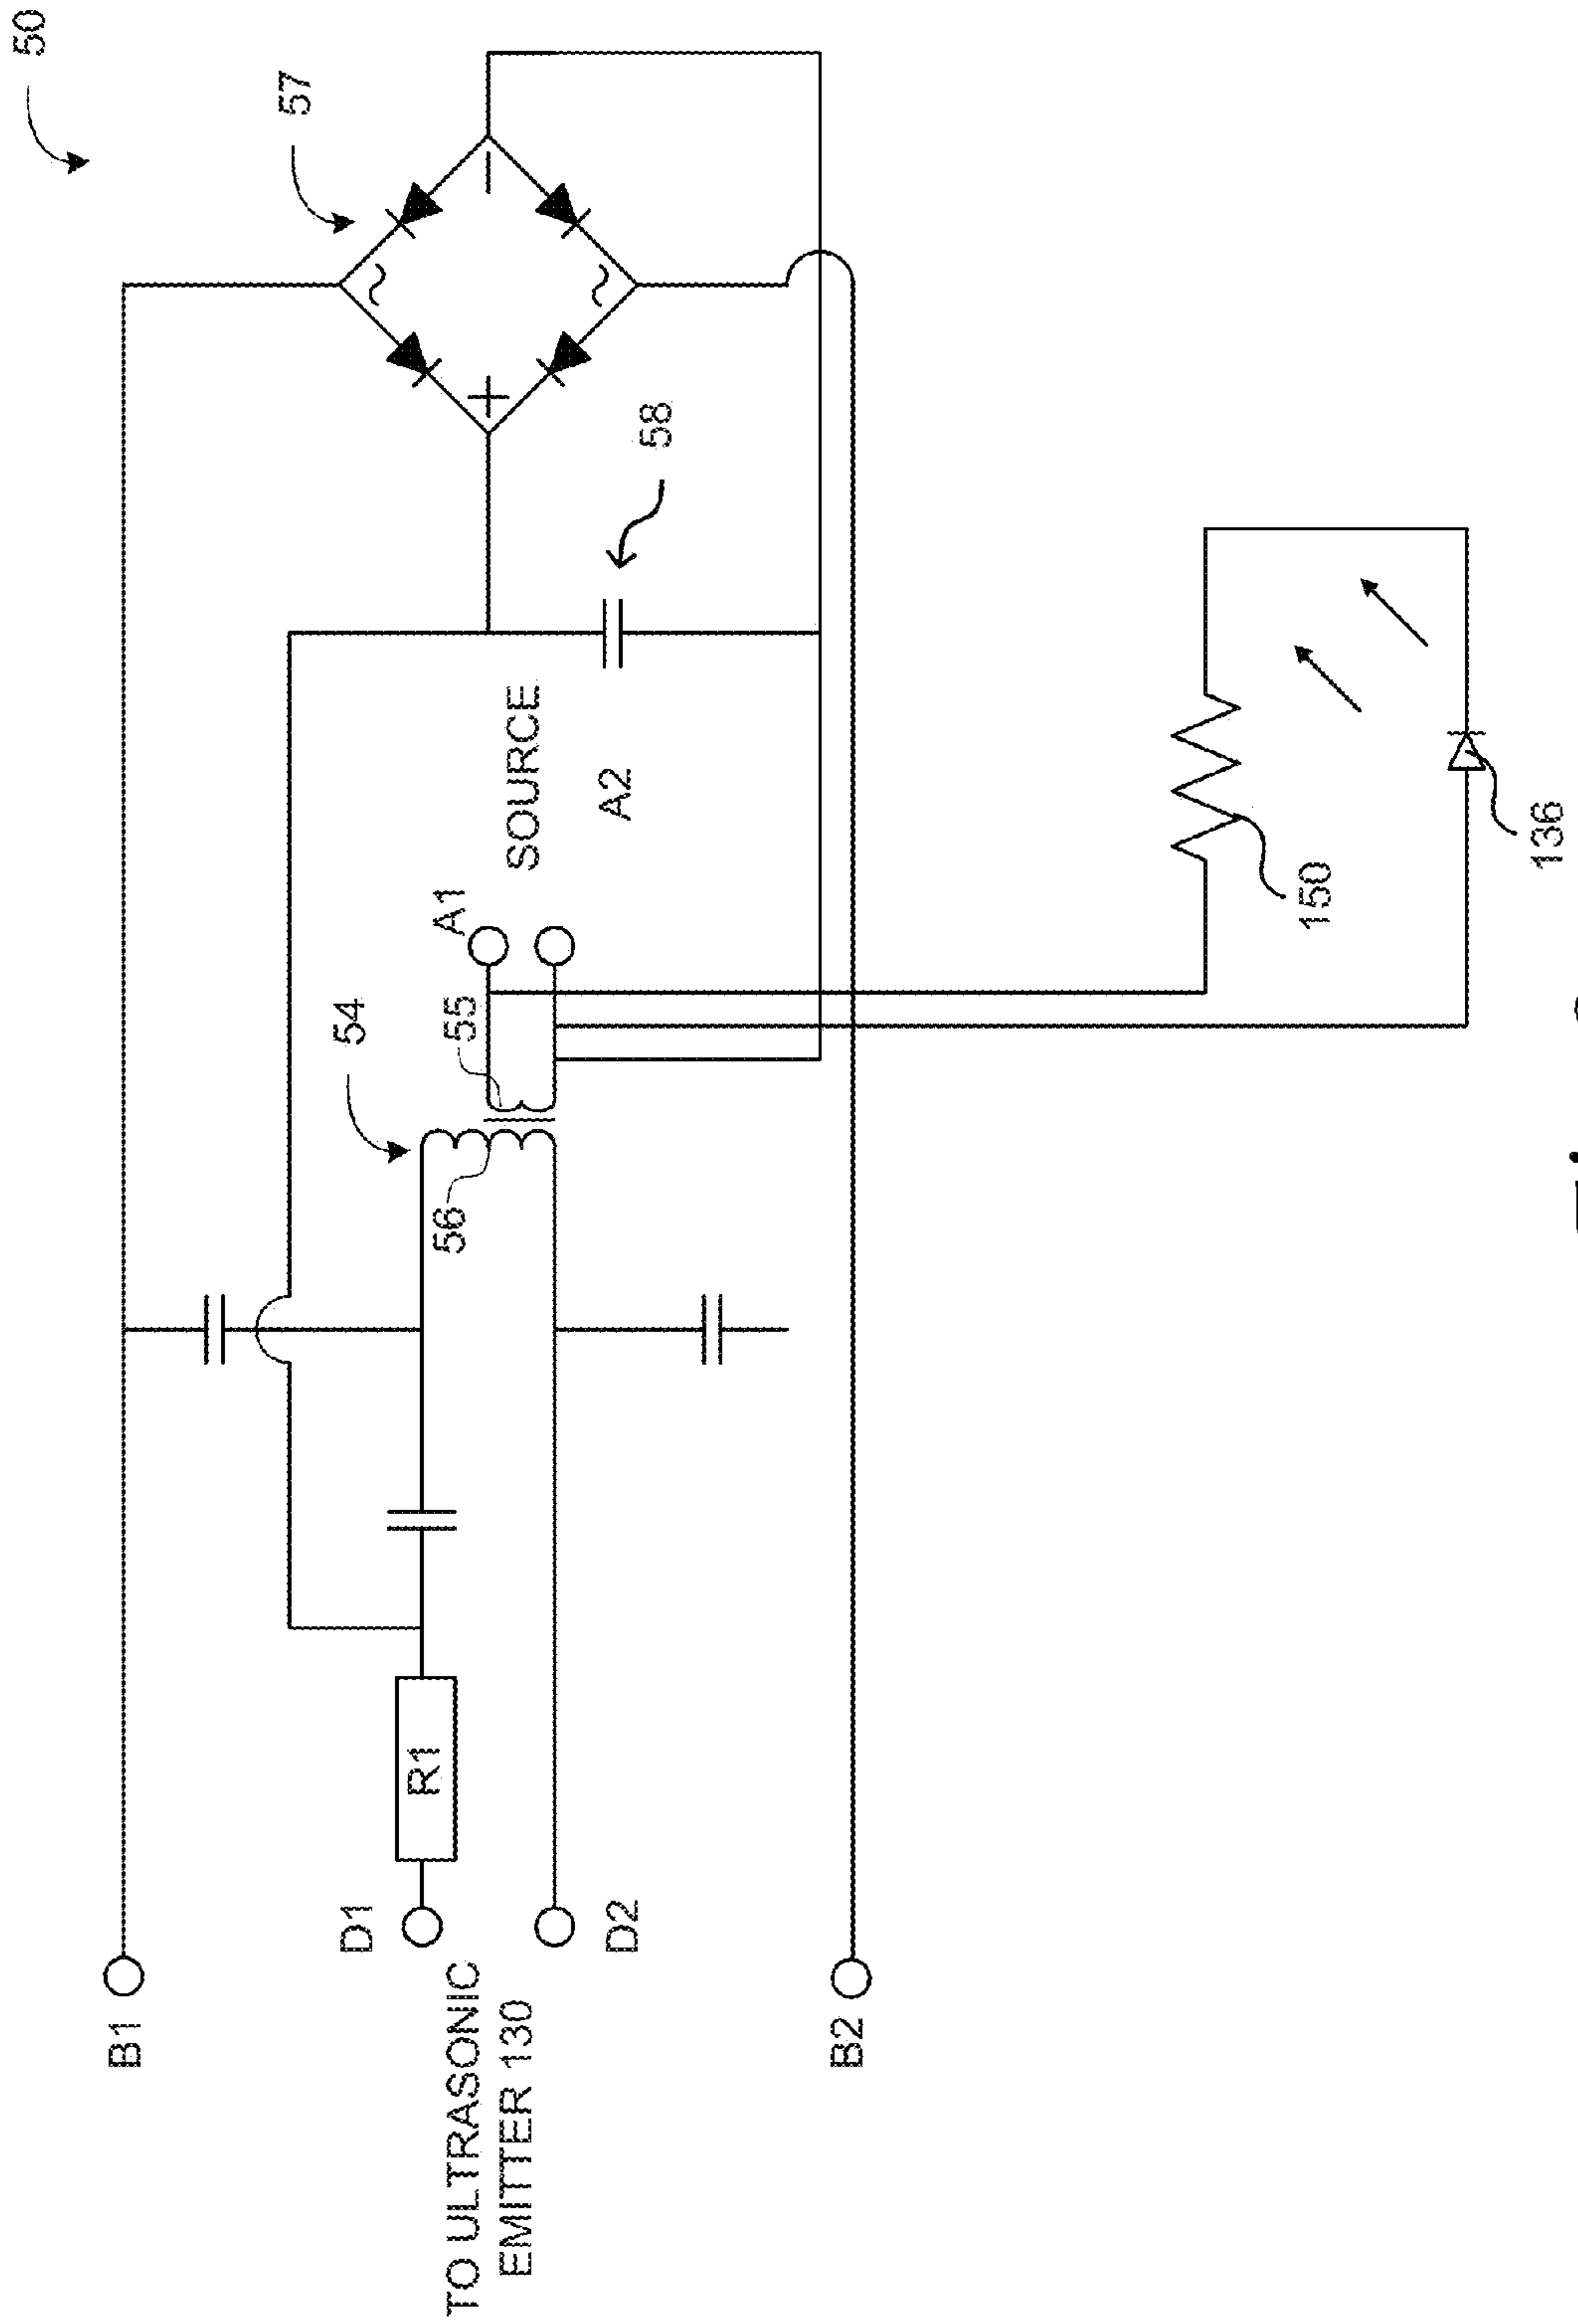 50
57
58
SOURCE
A1
A2
54
55
56
150
136
R1
D1
D2
B1
B2
TO ULTRASONIC
EMITTER 130